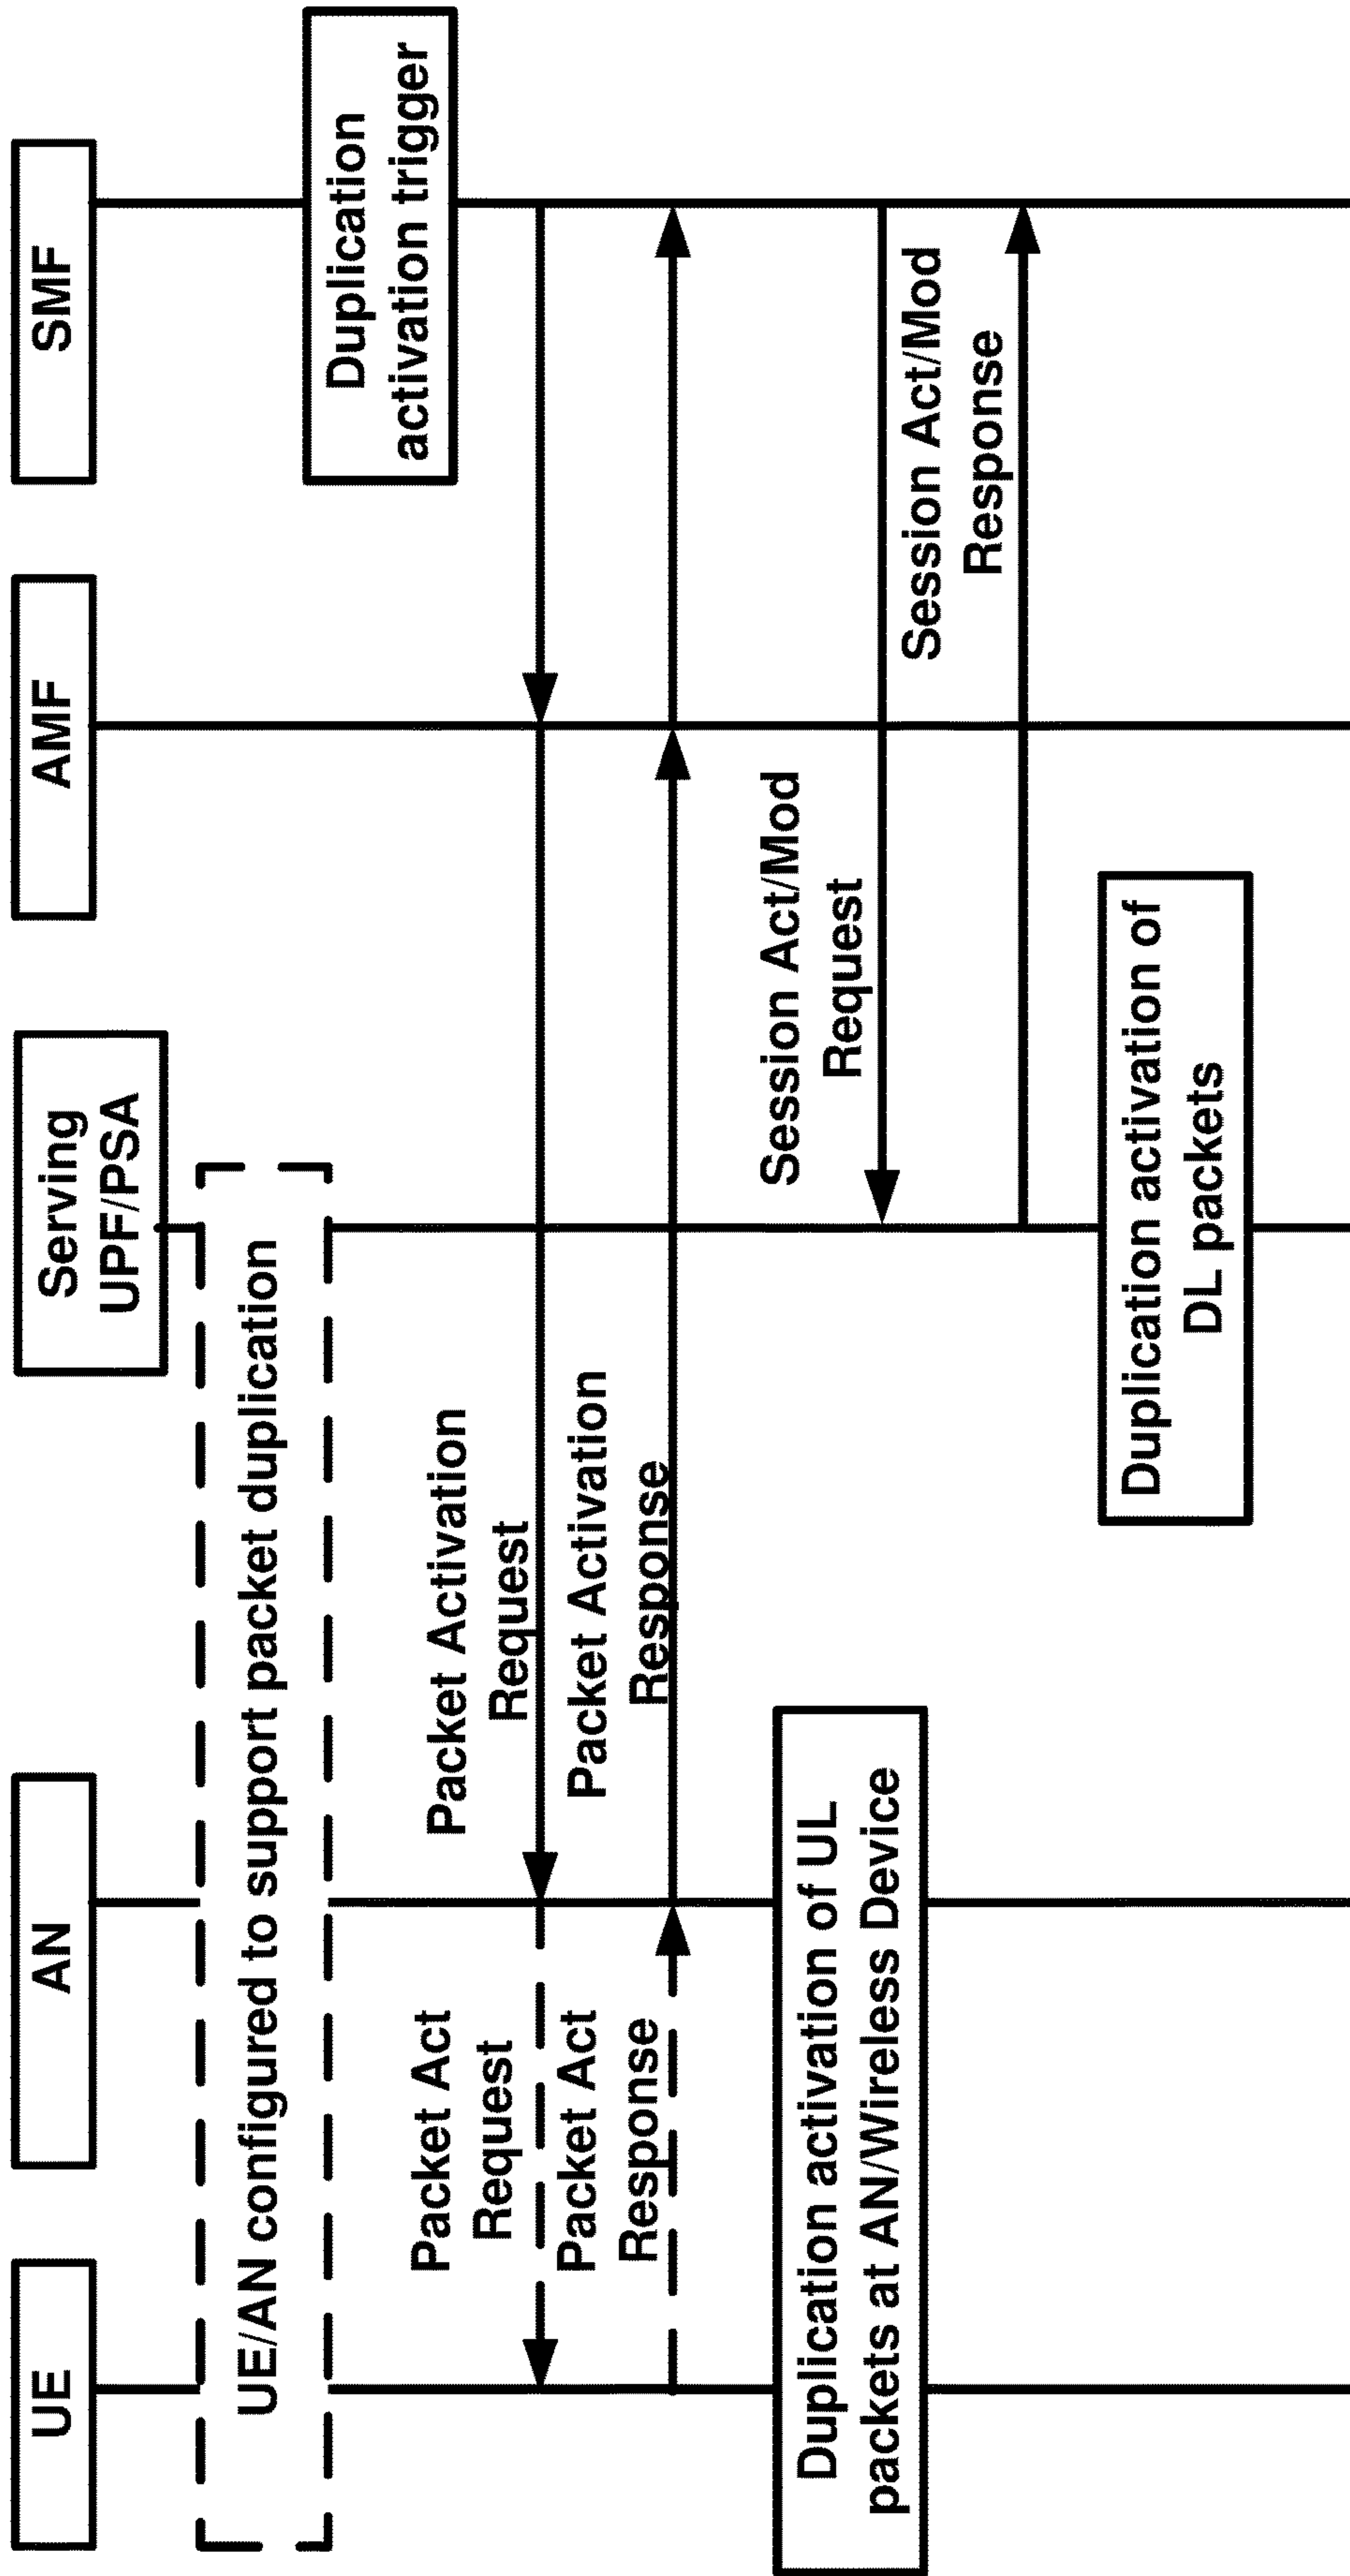 UE
AN
Serving
UPF/PSA
AMF
SMF
UE/AN configured to support packet duplication
Duplication
activation trigger
Packet Act
Request
Packet Activation
Request
Packet Act
Response
Packet Activation
Response
Duplication activation of UL
packets at AN/Wireless Device
Session Act/Mod
Request
Session Act/Mod
Response
Duplication activation of
DL packets